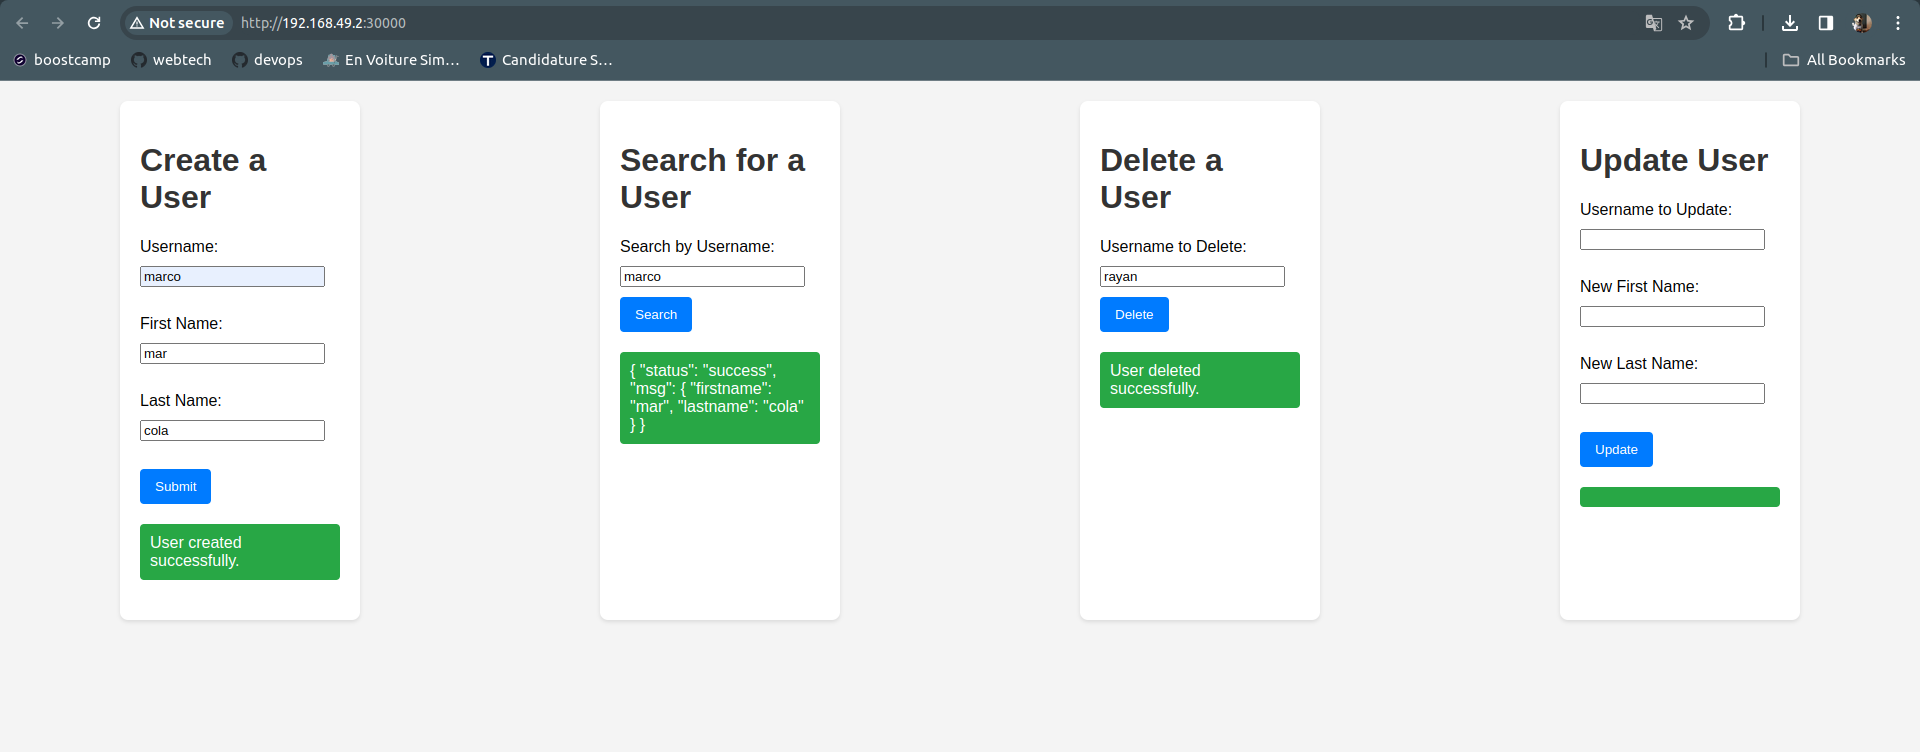 Not secure http://192.168.49.2:30000
boostcamp webtech devops En Voiture Sim... Candidature S... All Bookmarks
Create a
User
Username:
marco
First Name:
mar
Last Name:
cola
Submit
User created
successfully.
Search for a
User
Search by Username:
marco
Search
{ "status": "success",
"msg": { "firstname":
"mar", "lastname": "cola"
} }
Delete a
User
Username to Delete:
rayan
Delete
User deleted
successfully.
Update User
Username to Update:
New First Name:
New Last Name:
Update